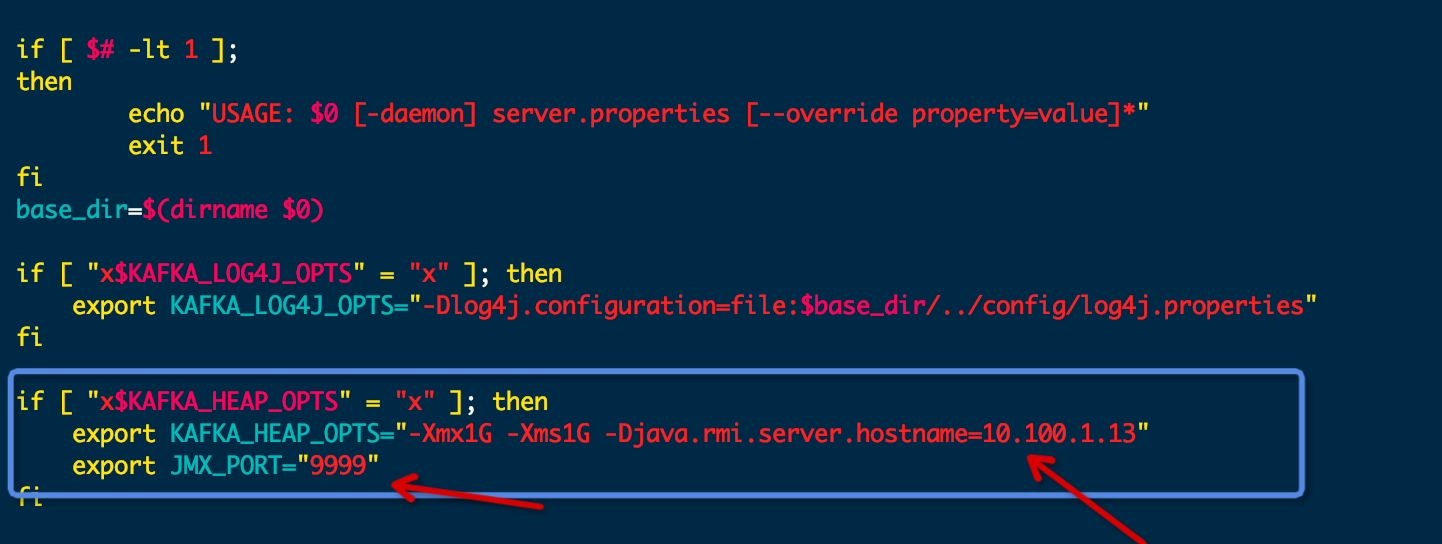 if [ $# -lt 1 ];
then
        echo "USAGE: $0 [-daemon] server.properties [--override property=value]*"
        exit 1
fi
base_dir=$(dirname $0)
if [ "x$KAFKA_LOG4J_OPTS" = "x" ]; then
    export KAFKA_LOG4J_OPTS="-Dlog4j.configuration=file:$base_dir/../config/log4j.properties"
fi
if [ "x$KAFKA_HEAP_OPTS" = "x" ]; then
    export KAFKA_HEAP_OPTS="-Xmx1G -Xms1G -Djava.rmi.server.hostname=10.100.1.13"
    export JMX_PORT="9999"
fi